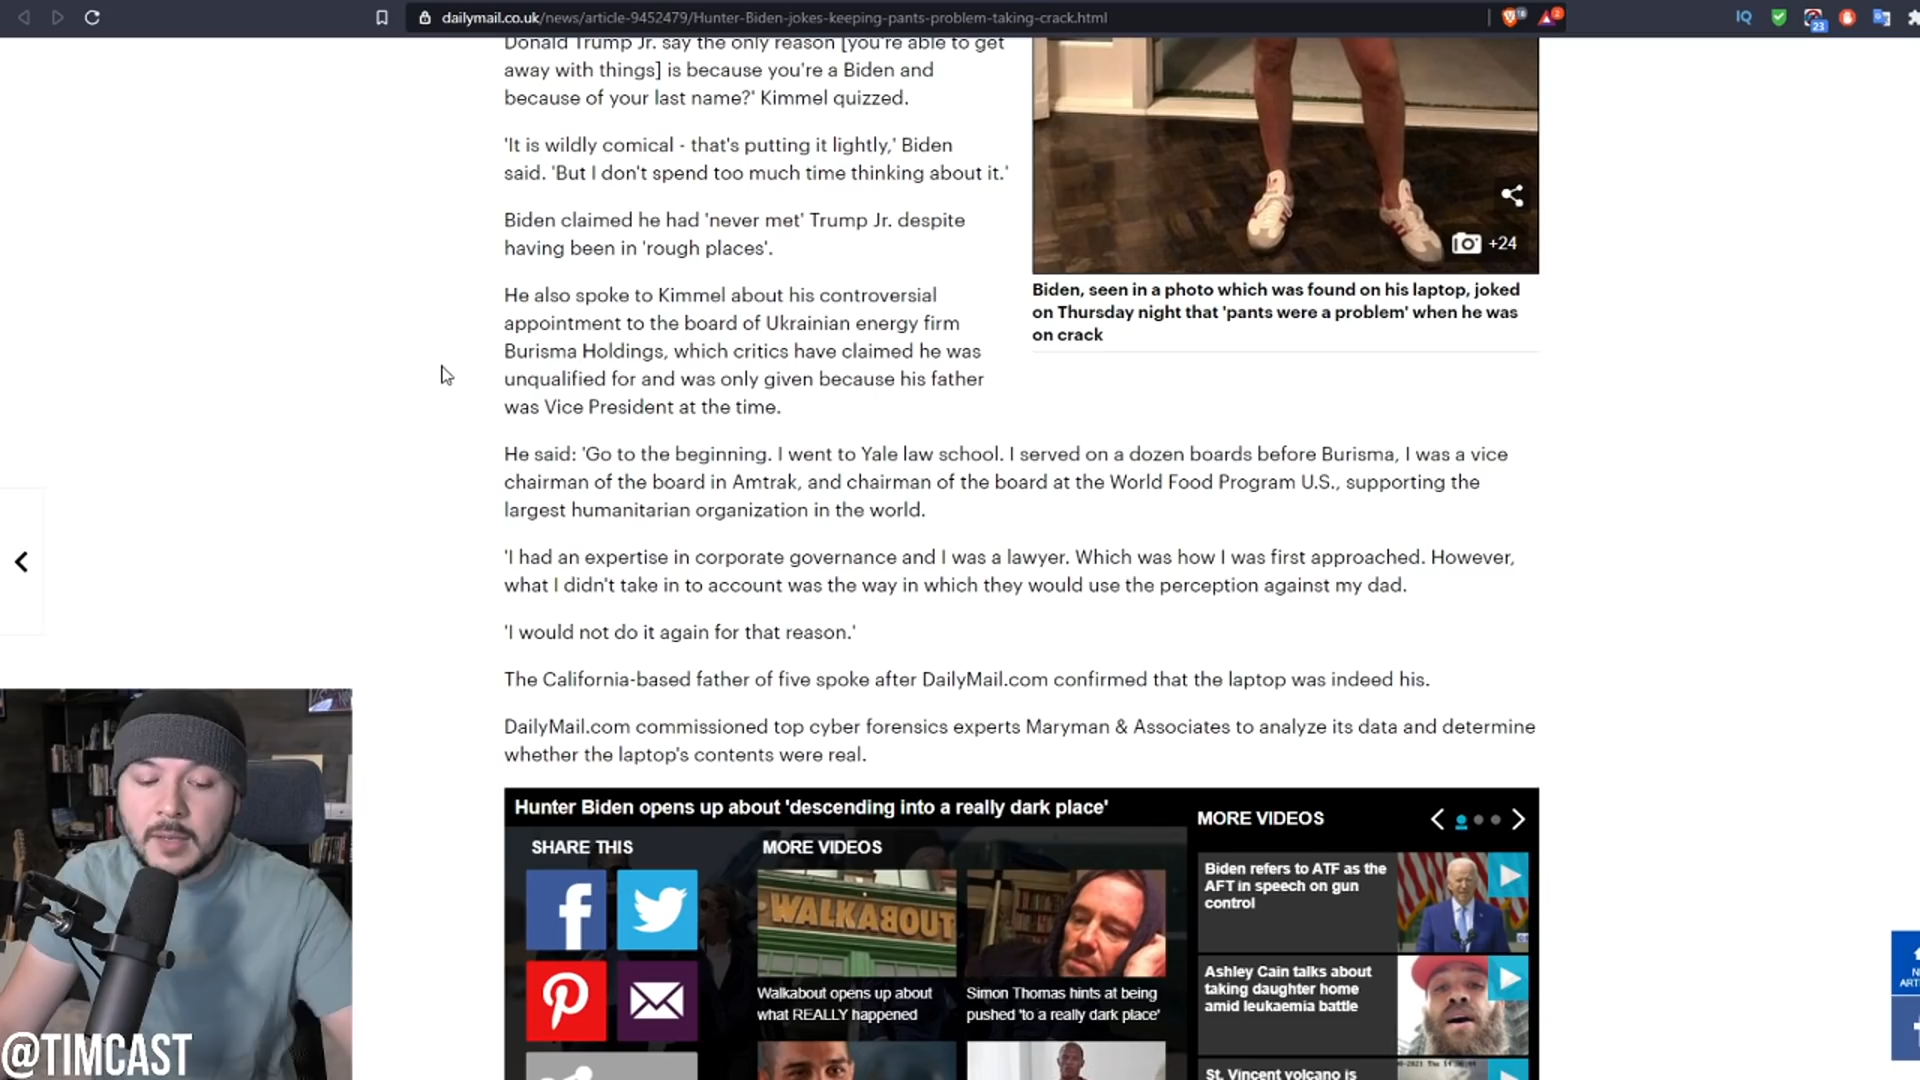 dailymail.co.uk/news/article-9452479/Hunter-Biden-jokes-keeping-pants-problem-taking-crack.html
IQ
23
Donald Trump Jr. say the only reason [you're able to get
away with things] is because you're a Biden and
because of your last name?' Kimmel quizzed.
'It is wildly comical - that's putting it lightly,' Biden
said. 'But I don't spend too much time thinking about it.'
Biden claimed he had 'never met' Trump Jr. despite
having been in 'rough places'.
He also spoke to Kimmel about his controversial
appointment to the board of Ukrainian energy firm
Burisma Holdings, which critics have claimed he was
unqualified for and was only given because his father
was Vice President at the time.
+24
Biden, seen in a photo which was found on his laptop, joked
on Thursday night that 'pants were a problem' when he was
on crack
He said: 'Go to the beginning. I went to Yale law school. I served on a dozen boards before Burisma, I was a vice
chairman of the board in Amtrak, and chairman of the board at the World Food Program U.S., supporting the
largest humanitarian organization in the world.
'I had an expertise in corporate governance and I was a lawyer. Which was how I was first approached. However,
what I didn't take in to account was the way in which they would use the perception against my dad.
'I would not do it again for that reason.'
The California-based father of five spoke after DailyMail.com confirmed that the laptop was indeed his.
DailyMail.com commissioned top cyber forensics experts Maryman & Associates to analyze its data and determine
whether the laptop's contents were real.
Hunter Biden opens up about 'descending into a really dark place'
SHARE THIS
MORE VIDEOS
WALKABOUT
Walkabout opens up about
what REALLY happened
Simon Thomas hints at being
pushed 'to a really dark place'
MORE VIDEOS
Biden refers to ATF as the
AFT in speech on gun
control
Ashley Cain talks about
taking daughter home
amid leukaemia battle
St. Vincent volcano is
@TIMCAST